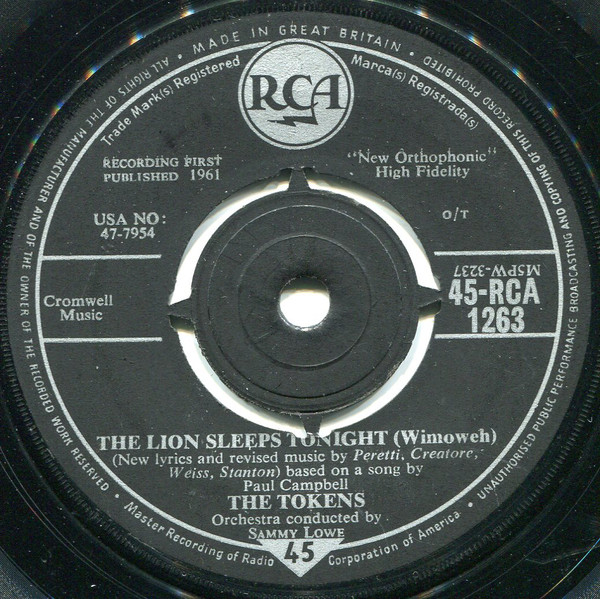 MADE IN GREAT BRITAIN •
ALL RIGHTS OF THE MANUFACTURER AND OF THE OWNER OF THE RECORDED WORK RESERVED •
UNAUTHORISED PUBLIC PERFORMANCE BROADCASTING AND COPYING OF THIS RECORD PROHIBITED
Trade Mark(s) Registered
Marca(s) Registrada(s)
RCA
RECORDING FIRST
PUBLISHED 1961
"New Orthophonic"
High Fidelity
USA NO:
47-7954
O/T
MSPW-3237
Cromwell
Music
45-RCA
1263
THE LION SLEEPS TONIGHT (Wimoweh)
(New lyrics and revised music by Peretti, Creatore,
Weiss, Stanton) based on a song by
Paul Campbell
THE TOKENS
Orchestra conducted by
SAMMY LOWE
• Master Recording of Radio Corporation of America. •
45